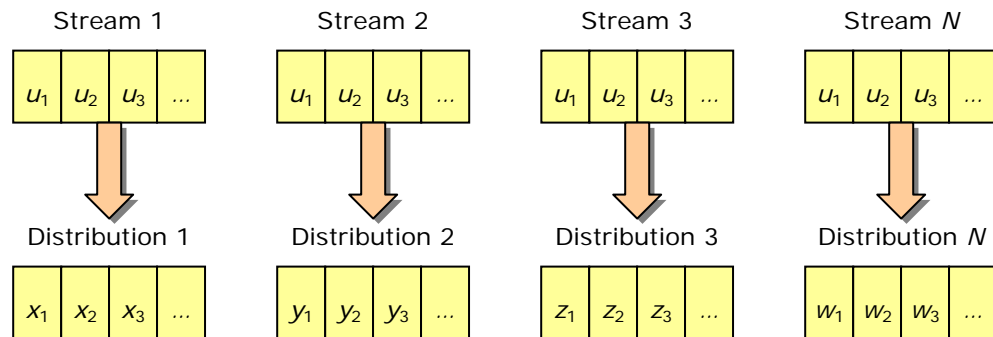 Stream 1 Stream 2 Stream 3 Stream N
u₁ u₂ u₃ ... u₁ u₂ u₃ ... u₁ u₂ u₃ ... u₁ u₂ u₃ ...
Distribution 1 Distribution 2 Distribution 3 Distribution N
x₁ x₂ x₃ ... y₁ y₂ y₃ ... z₁ z₂ z₃ ... w₁ w₂ w₃ ...